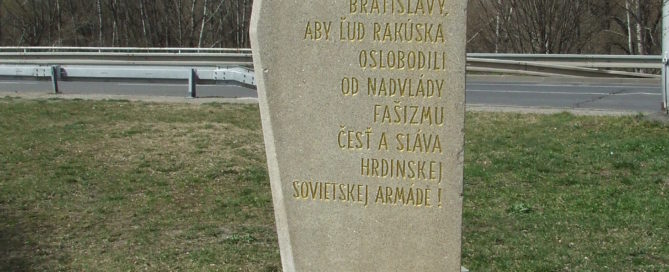 BRATISLAVY,
ABY ĽUD RAKÚSKA
OSLOBODILI
OD NADVLÁDY
FAŠIZMU
ČESŤ A SLÁVA
HRDINSKEJ
SOVIETSKEJ ARMÁDE!